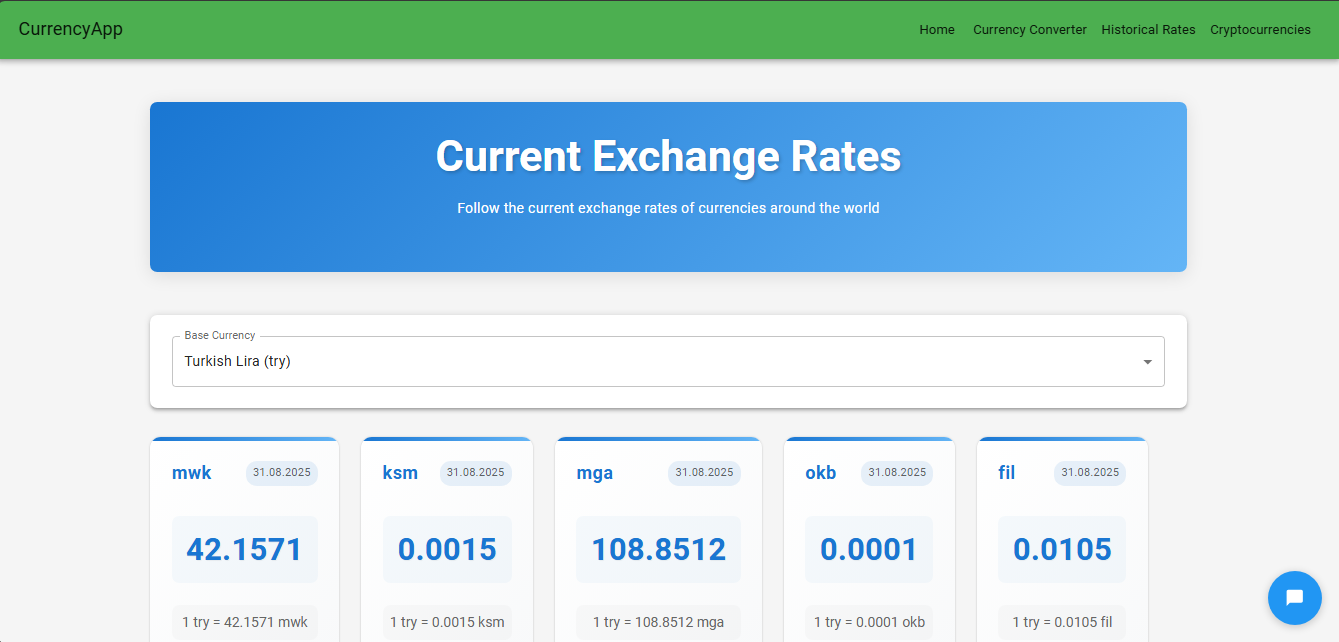 CurrencyApp
Home Currency Converter Historical Rates Cryptocurrencies
Current Exchange Rates
Follow the current exchange rates of currencies around the world
Base Currency
Turkish Lira (try)
mwk 31.08.2025
42.1571
1 try = 42.1571 mwk
ksm 31.08.2025
0.0015
1 try = 0.0015 ksm
mga 31.08.2025
108.8512
1 try = 108.8512 mga
okb 31.08.2025
0.0001
1 try = 0.0001 okb
fil 31.08.2025
0.0105
1 try = 0.0105 fil